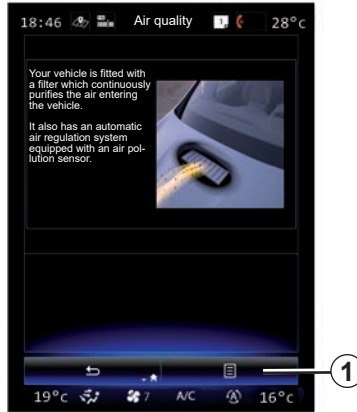 18:46 Air quality 1 28°c
Your vehicle is fitted with
a filter which continuously
purifies the air entering
the vehicle.
It also has an automatic
air regulation system
equipped with an air pol-
lution sensor.
1
19°c 7 A/C A 16°c